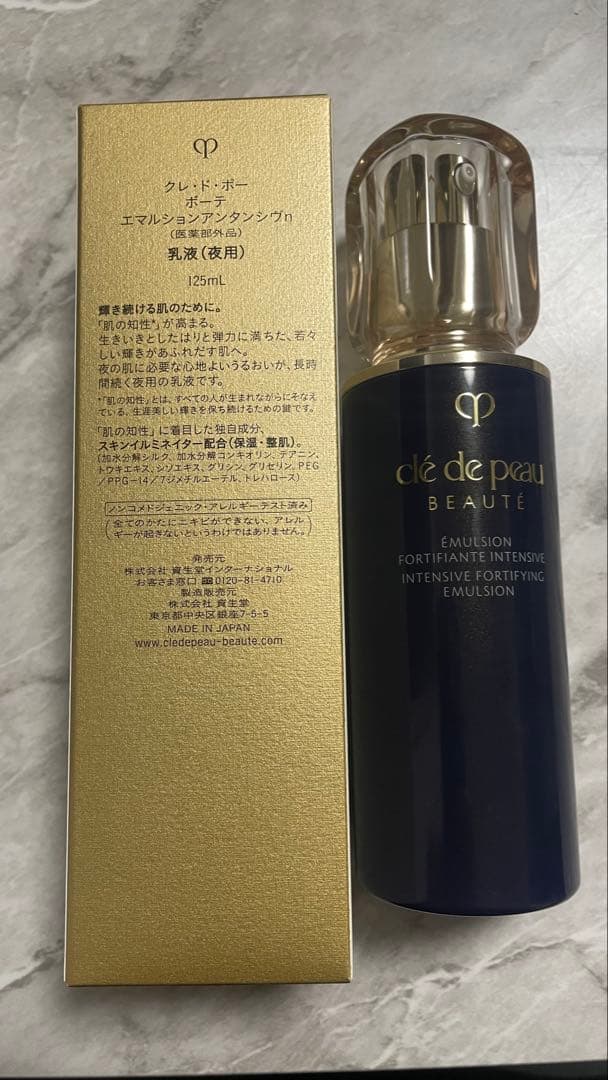 クレ・ド・ポー
ボーテ
エマルションアンタンシヴn
(医薬部外品)
乳液(夜用)
125mL
輝き続ける肌のために。
「肌の知性*」が高まる。
生きいきとしたはりと弾力に満ちた、若々
しい輝きがあふれだす肌へ。
夜の肌に必要な心地よいうるおいが、長時
間続く夜用の乳液です。
*「肌の知性」とは、すべての人が生まれながらにそなえ
ている、生涯美しい輝きを保ち続けるための鍵です。
「肌の知性」に着目した独自成分、
スキンイルミネイター配合(保湿・整肌)。
(加水分解シルク、加水分解コンキオリン、テアニン、
トウキエキス、シソエキス、グリシン、グリセリン、PEG
/PPG-14/7ジメチルエーテル、トレハロース)
ノンコメドジェニック・アレルギーテスト済み
(全てのかたにニキビができない、アレル
ギーが起きないというわけではありません。)
発売元
株式会社 資生堂インターナショナル
お客さま窓口 0120-81-4710
製造販売元
株式会社 資生堂
東京都中央区銀座7-5-5
MADE IN JAPAN
www.cledepeau-beaute.com
clé de peau
BEAUTÉ
ÉMULSION
FORTIFIANTE INTENSIVE
INTENSIVE FORTIFYING
EMULSION